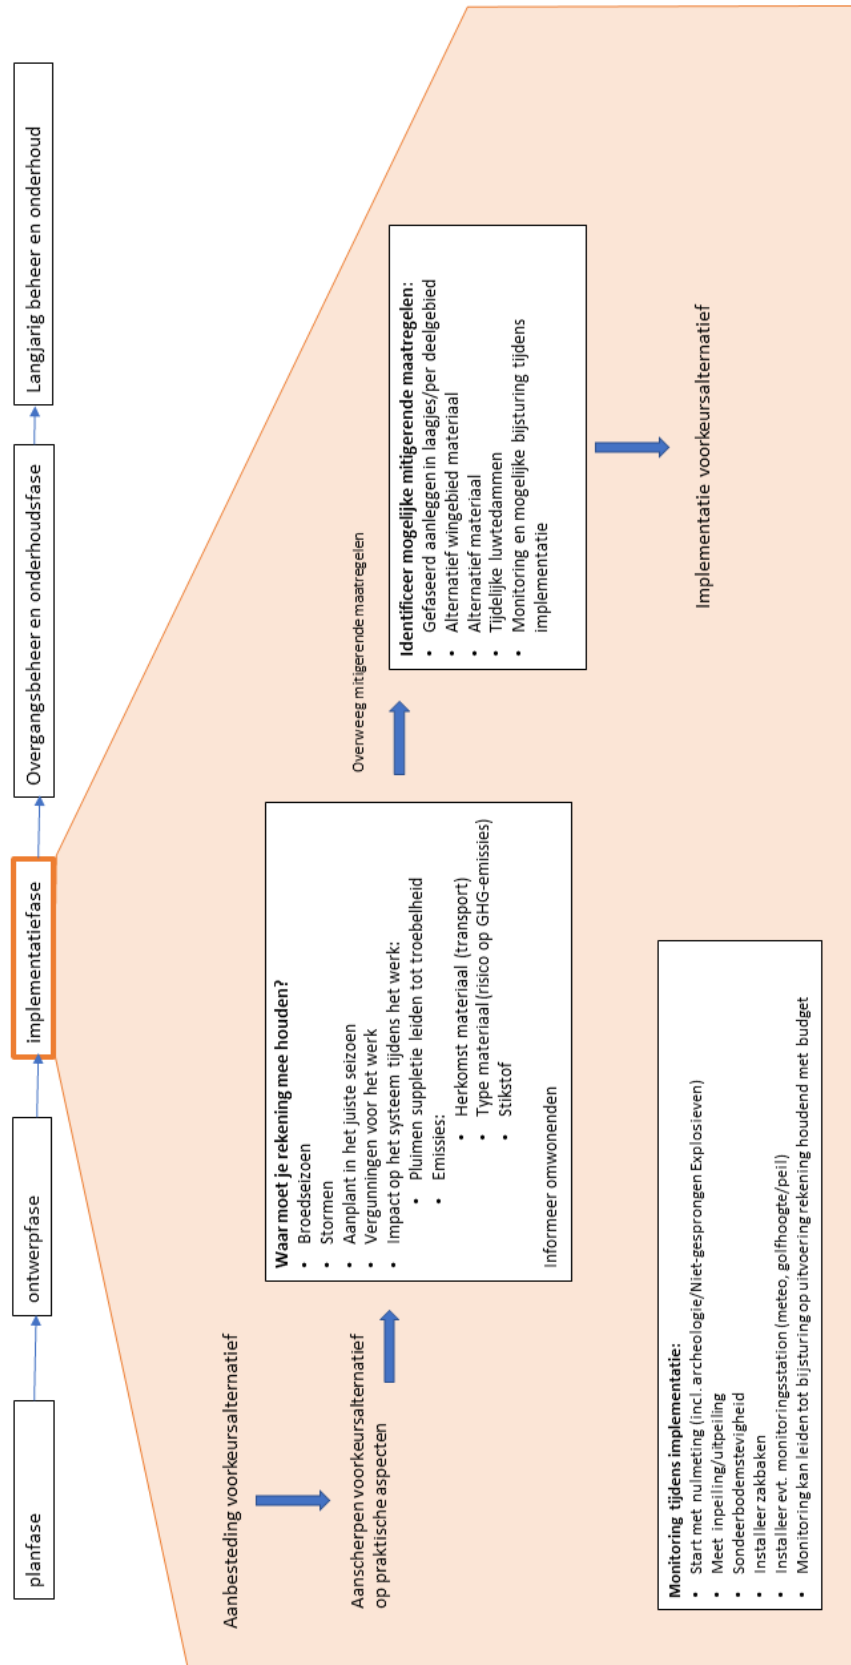 planfase
ontwerpfase
implementatiefase
Overgangsbeheer en onderhoudsfase
Langjarig beheer en onderhoud
Aanbesteding voorkeursalternatief
Aanscherpen voorkeursalternatief
op praktische aspecten
Waar moet je rekening mee houden?
• Broedseizoen
• Stormen
• Aanplant in het juiste seizoen
• Vergunningen voor het werk
• Impact op het systeem tijdens het werk:
• Pluimen suppletie leiden tot troebelheid
• Emissies:
• Herkomst materiaal (transport)
• Type materiaal (risico op GHG-emissies)
• Stikstof
Informeer omwonenden
Overweeg mitigerende maatregelen
Identificeer mogelijke mitigerende maatregelen:
• Gefaseerd aanleggen in laagjes/per deelgebied
• Alternatief wingebied materiaal
• Alternatief materiaal
• Tijdelijke luwtedammen
• Monitoring en mogelijke bijsturing tijdens
implementatie
Implementatie voorkeursalternatief
Monitoring tijdens implementatie:
• Start met nulmeting (incl. archeologie/Niet-gesprongen Explosieven)
• Meet inpeiling/uitpeiling
• Sondeerbodemstevigheid
• Installeer zakbaken
• Installeer evt. monitoringsstation (meteo, golfhoogte/peil)
• Monitoring kan leiden tot bijsturing op uitvoering rekening houdend met budget